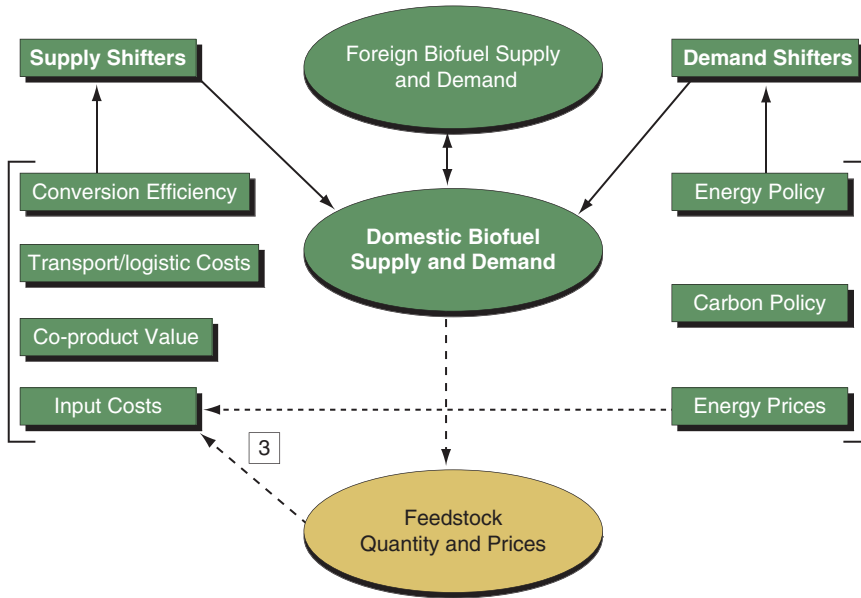 Supply Shifters
Foreign Biofuel Supply
and Demand
Demand Shifters
Conversion Efficiency
Energy Policy
Domestic Biofuel
Supply and Demand
Transport/logistic Costs
Carbon Policy
Co-product Value
Input Costs
Energy Prices
3
Feedstock
Quantity and Prices